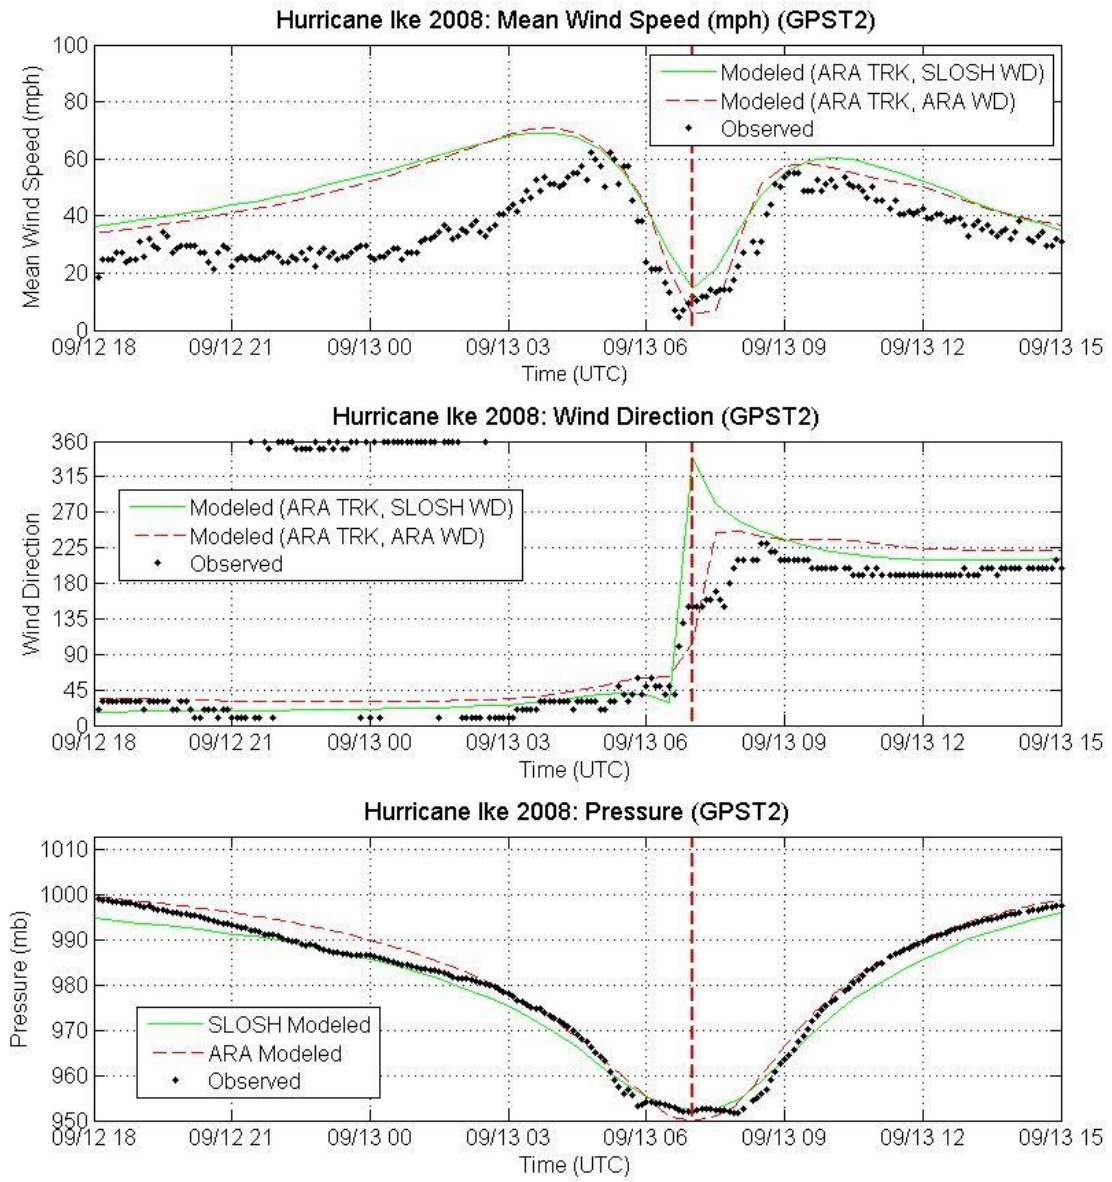 Hurricane Ike 2008: Mean Wind Speed (mph) (GPST2)
100
80
60
40
20
0
Mean Wind Speed (mph)
Modeled (ARA TRK, SLOSH WD)
Modeled (ARA TRK, ARA WD)
Observed
09/12 18 09/12 21 09/13 00 09/13 03 09/13 06 09/13 09 09/13 12 09/13 15
Time (UTC)
Hurricane Ike 2008: Wind Direction (GPST2)
360
315
270
225
180
135
90
45
0
Wind Direction
Modeled (ARA TRK, SLOSH WD)
Modeled (ARA TRK, ARA WD)
Observed
09/12 18 09/12 21 09/13 00 09/13 03 09/13 06 09/13 09 09/13 12 09/13 15
Time (UTC)
Hurricane Ike 2008: Pressure (GPST2)
1010
1000
990
980
970
960
950
Pressure (mb)
SLOSH Modeled
ARA Modeled
Observed
09/12 18 09/12 21 09/13 00 09/13 03 09/13 06 09/13 09 09/13 12 09/13 15
Time (UTC)